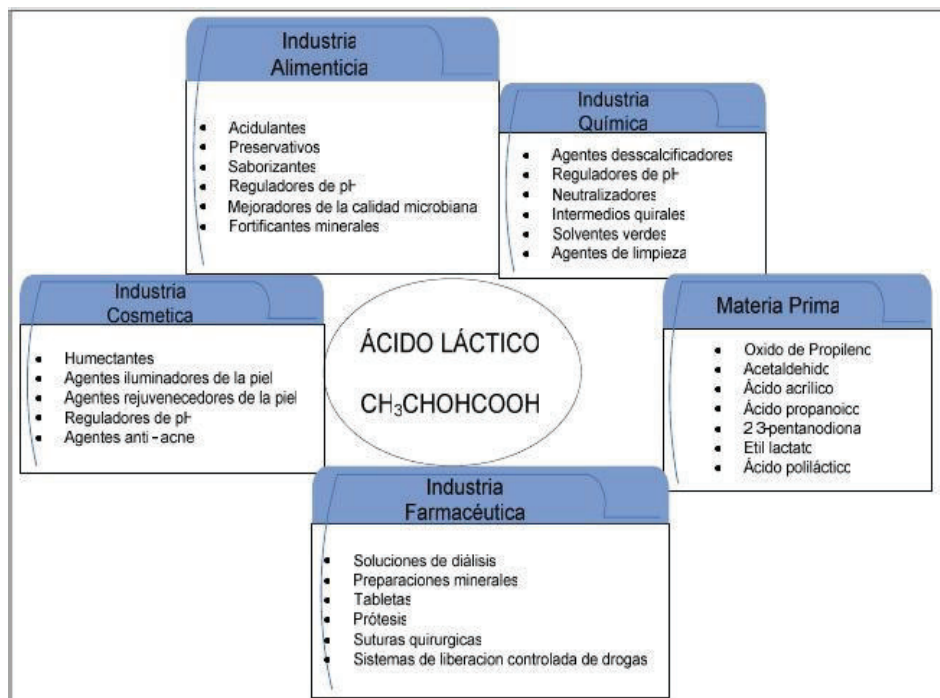 Industria
Alimenticia
• Acidulantes
• Preservativos
• Saborizantes
• Reguladores de pH
• Mejoradores de la calidad microbiana
• Fortificantes minerales
Industria
Química
• Agentes desscalcificadores
• Reguladores de pH
• Neutralizadores
• Intermedios quirales
• Solventes verdes
• Agentes de limpieza
Industria
Cosmetica
• Humectantes
• Agentes iluminadores de la piel
• Agentes rejuvenecedores de la piel
• Reguladores de pH
• Agentes anti-acne
ÁCIDO LÁCTICO
CH₃CHOHCOOH
Materia Prima
• Oxido de Propileno
• Acetaldehido
• Ácido acrílico
• Ácido propanoico
• 2 3-pentanodiona
• Etil lactato
• Ácido poliláctico
Industria
Farmacéutica
• Soluciones de diálisis
• Preparaciones minerales
• Tabletas
• Prótesis
• Suturas quirurgicas
• Sistemas de liberacion controlada de drogas